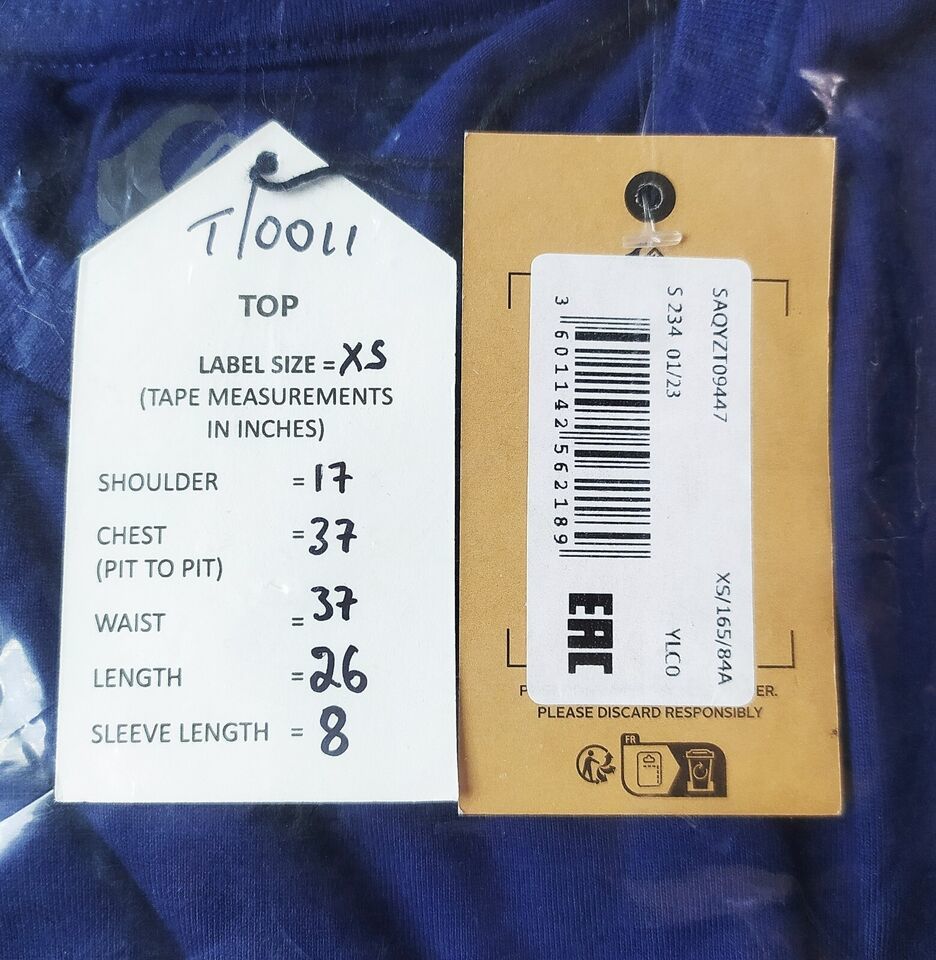 T/0011
TOP
LABEL SIZE = XS
(TAPE MEASUREMENTS
IN INCHES)
SHOULDER = 17
CHEST = 37
(PIT TO PIT)
WAIST = 37
LENGTH = 26
SLEEVE LENGTH = 8
SAQYZT09447 XS/165/84A
S 234 01/23 YLC0
3 601142 562189
EAC
ER.
PLEASE DISCARD RESPONSIBLY
FR